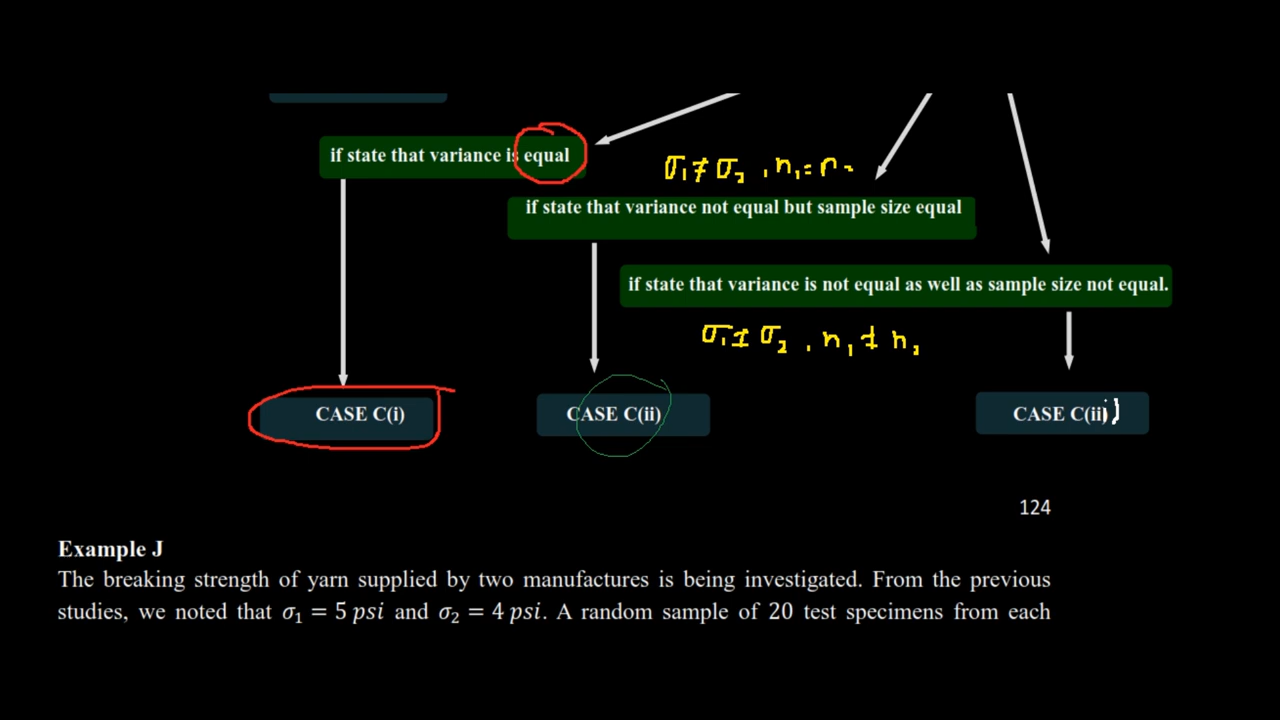 if state that variance is equal
σ₁ ≠ σ₂ , n₁ = n₂
if state that variance not equal but sample size equal
if state that variance is not equal as well as sample size not equal.
σ₁ ≠ σ₂ , n₁ ≠ n₂
CASE C(i) CASE C(ii) CASE C(iii)
124
Example J
The breaking strength of yarn supplied by two manufactures is being investigated. From the previous
studies, we noted that σ₁ = 5 psi and σ₂ = 4 psi. A random sample of 20 test specimens from each